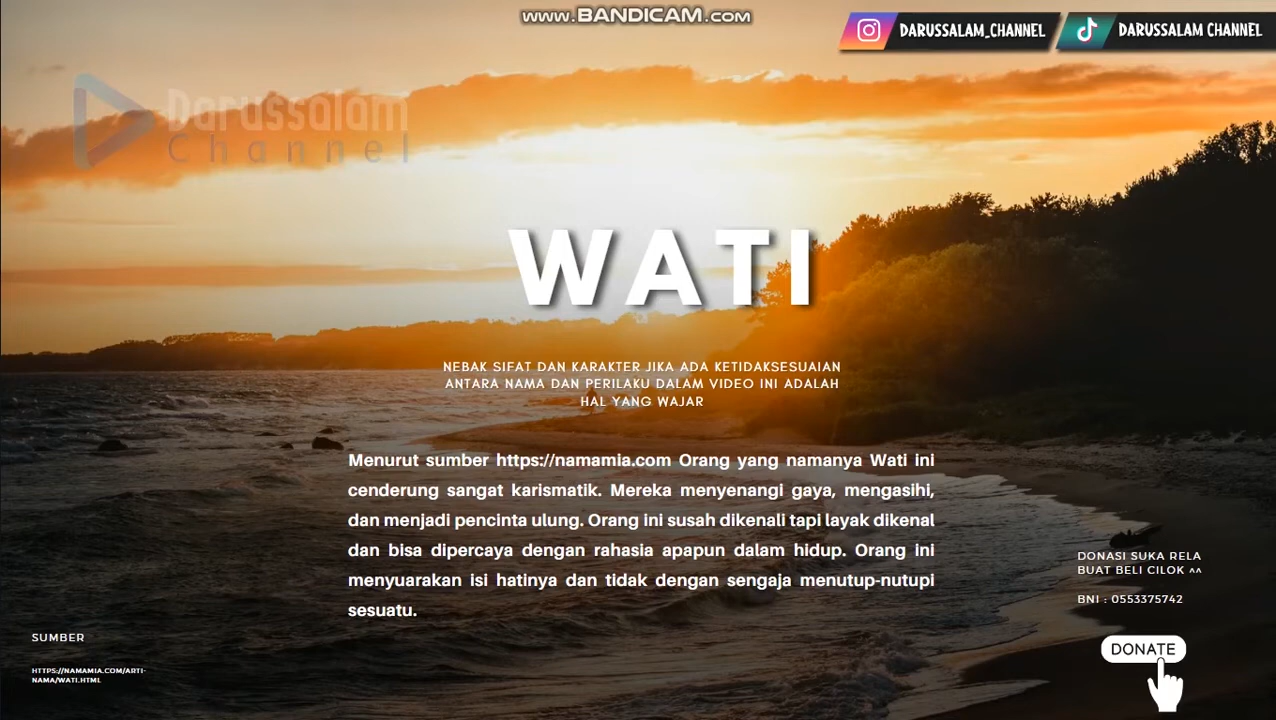 WWW.BANDICAM.COM
DARUSSALAM_CHANNEL
DARUSSALAM CHANNEL
Darussalam
Channel
WATI
NEBAK SIFAT DAN KARAKTER JIKA ADA KETIDAKSESUAIAN
ANTARA NAMA DAN PERILAKU DALAM VIDEO INI ADALAH
HAL YANG WAJAR
Menurut sumber https://namamia.com Orang yang namanya Wati ini
cenderung sangat karismatik. Mereka menyenangi gaya, mengasihi,
dan menjadi pencinta ulung. Orang ini susah dikenali tapi layak dikenal
dan bisa dipercaya dengan rahasia apapun dalam hidup. Orang ini
menyuarakan isi hatinya dan tidak dengan sengaja menutup-nutupi
sesuatu.
DONASI SUKA RELA
BUAT BELI CILOK ^^
BNI : 0553375742
DONATE
SUMBER
HTTPS://NAMAMIA.COM/ARTI-
NAMA/WATI.HTML